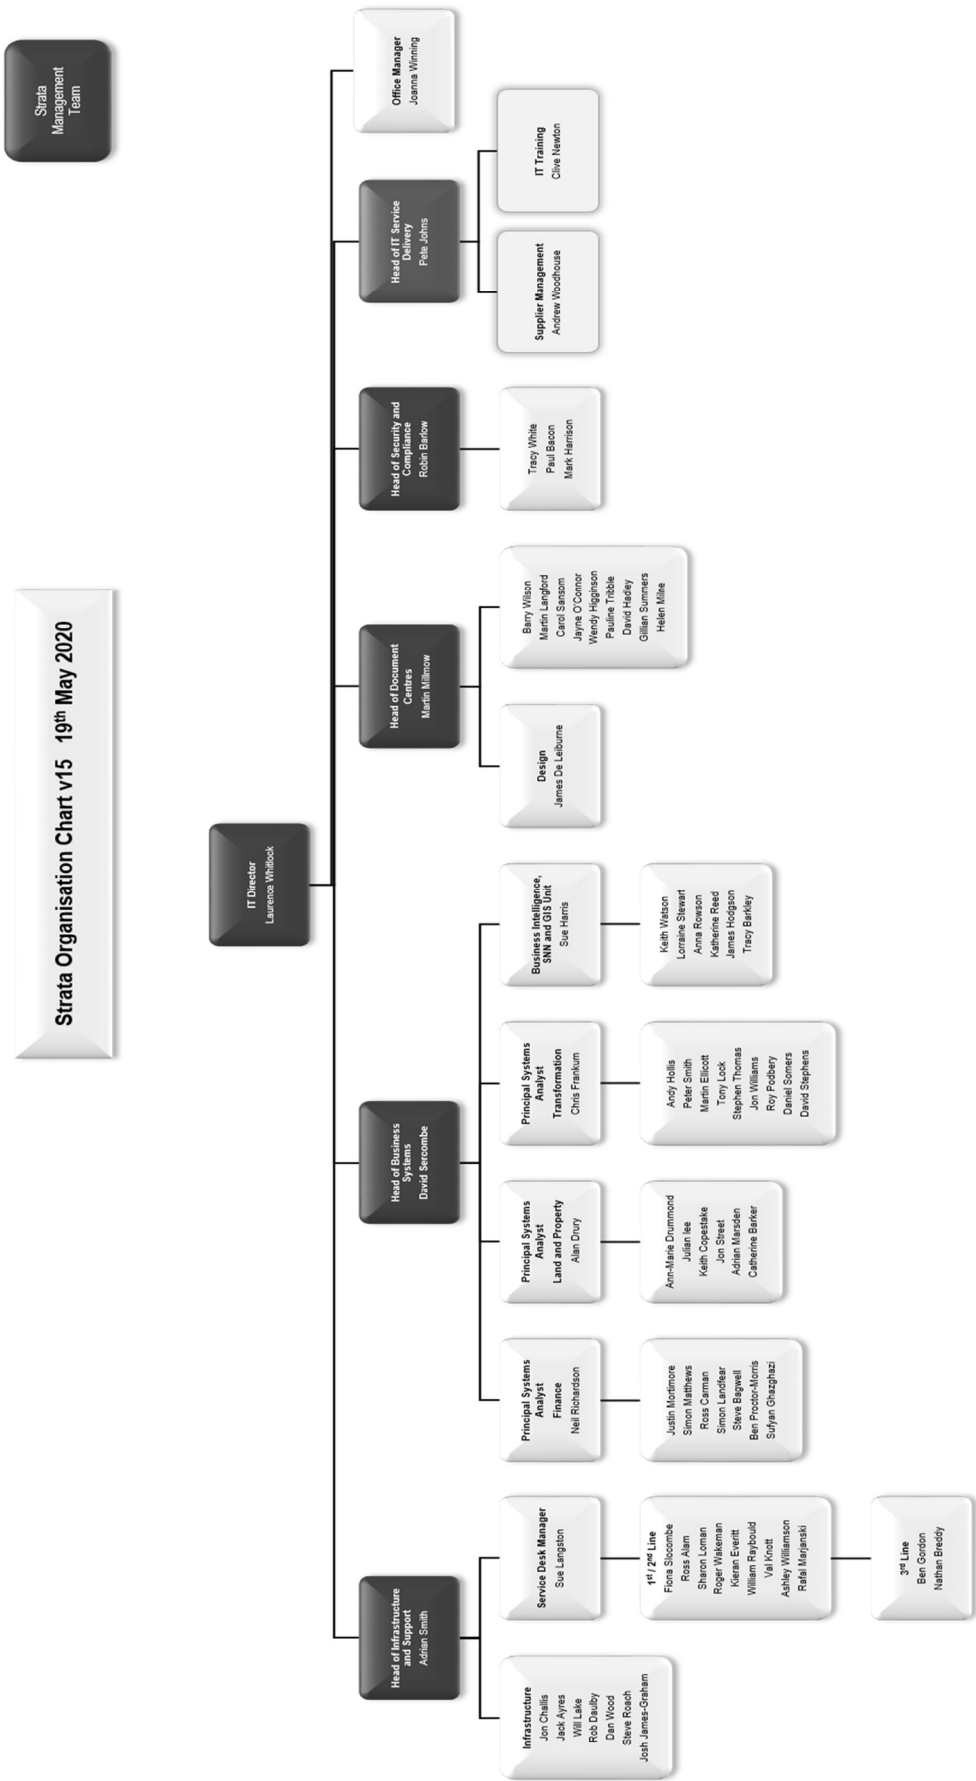 Strata Organisation Chart v15 19th May 2020
Strata
Management
Team
IT Director
Laurence Whitlock
Head of Infrastructure
and Support
Adrian Smith
Infrastructure
Jon Challis
Jack Ayres
Will Lake
Rob Daulby
Dan Wood
Steve Roach
Josh James-Graham
Service Desk Manager
Sue Langston
1st / 2nd Line
Fiona Slocombe
Ross Alam
Sharon Loman
Roger Wakeman
Kieran Everitt
William Raybould
Val Knott
Ashley Williamson
Rafal Marjanski
3rd Line
Ben Gordon
Nathan Breddy
Head of Business
Systems
David Sercombe
Principal Systems
Analyst
Finance
Neil Richardson
Justin Mortimore
Simon Matthews
Ross Carman
Simon Landfear
Steve Bagwell
Ben Proctor-Morris
Sufyan Ghazghazi
Principal Systems
Analyst
Land and Property
Alan Drury
Ann-Marie Drummond
Julian lee
Keith Copestake
Jon Street
Adrian Marsden
Catherine Barker
Principal Systems
Analyst
Transformation
Chris Frankum
Andy Hollis
Peter Smith
Martin Ellicott
Tony Lock
Stephen Thomas
Jon Williams
Roy Podbery
Daniel Somers
David Stephens
Business Intelligence,
SNN and GIS Unit
Sue Harris
Keith Watson
Lorraine Stewart
Anna Rowson
Katherine Reed
James Hodgson
Tracy Barkley
Head of Document
Centres
Martin Millmow
Design
James De Leiburne
Barry Wilson
Martin Langford
Carol Sansom
Jayne O'Connor
Wendy Higginson
Pauline Tribble
David Hadley
Gillian Summers
Helen Milne
Head of Security and
Compliance
Robin Barlow
Tracy White
Paul Bacon
Mark Harrison
Head of IT Service
Delivery
Pete Johns
Supplier Management
Andrew Woodhouse
IT Training
Clive Newton
Office Manager
Joanna Winning